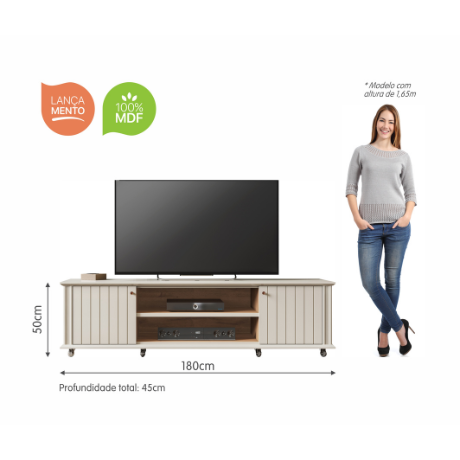 LANÇA
MENTO
100%
MDF
* Modelo com
altura de 1,65m
50cm
180cm
Profundidade total: 45cm